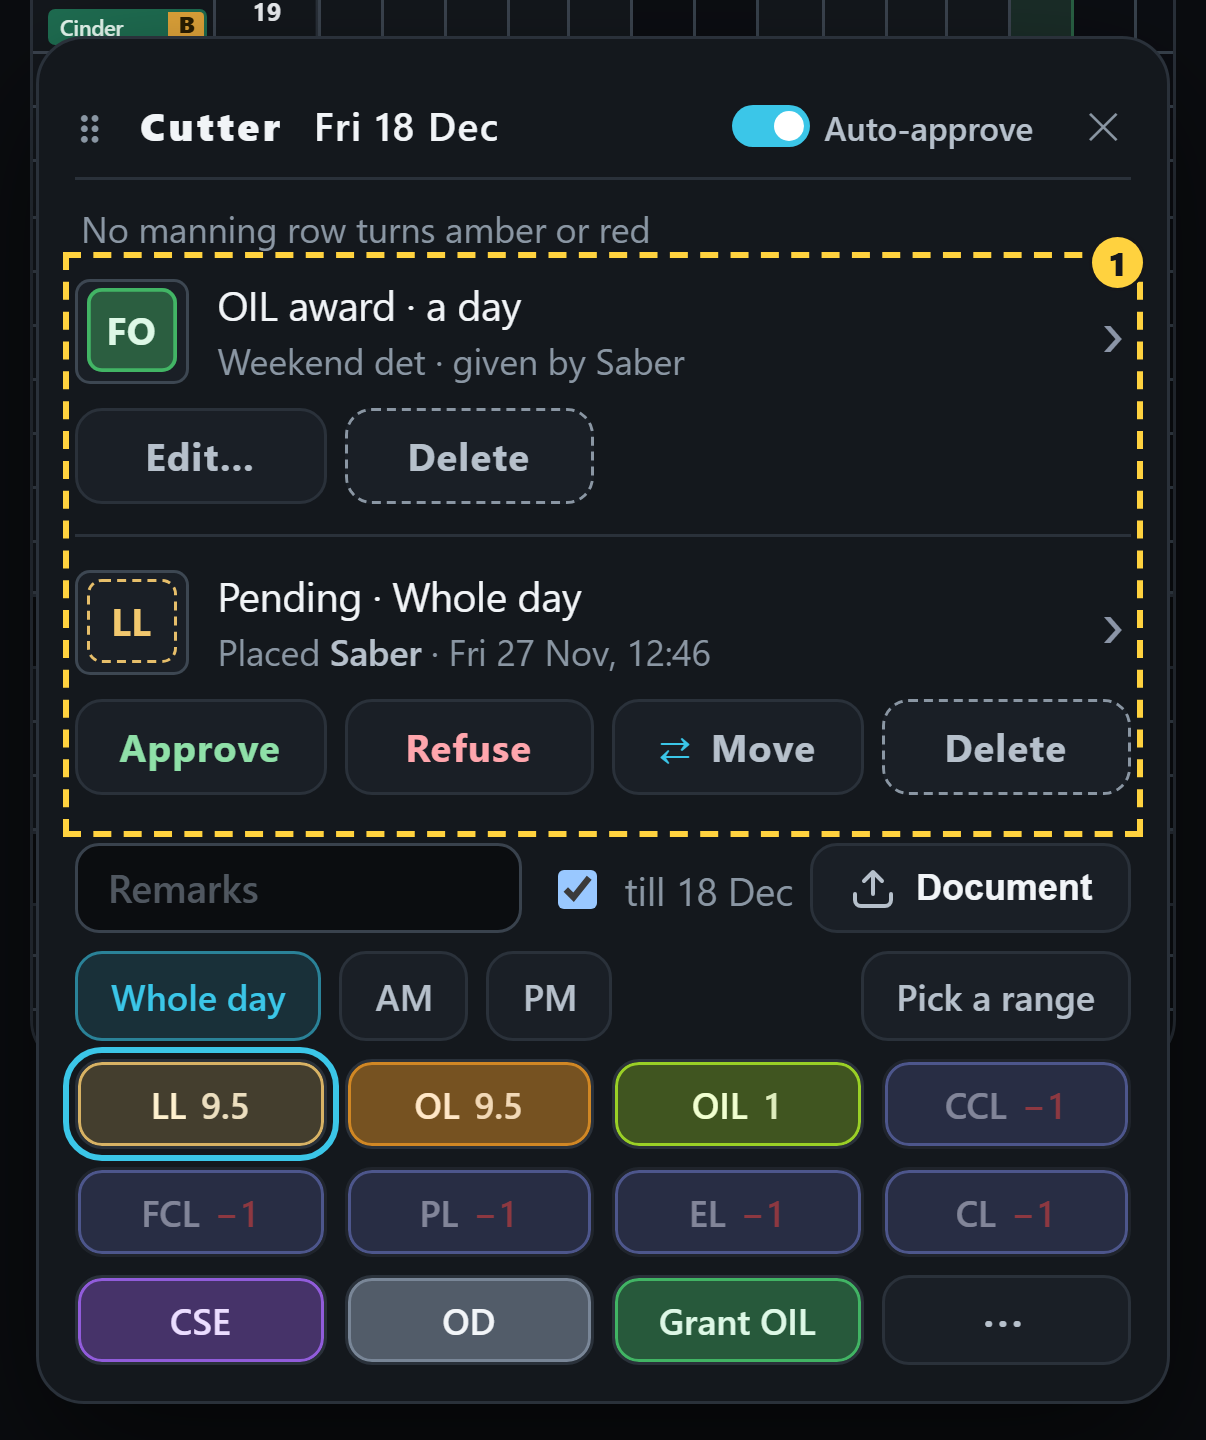 19
Cinder B
Cutter Fri 18 Dec Auto-approve
No manning row turns amber or red
1
FO OIL award · a day
Weekend det · given by Saber
Edit... Delete
LL Pending · Whole day
Placed Saber · Fri 27 Nov, 12:46
Approve Refuse Move Delete
Remarks till 18 Dec Document
Whole day AM PM Pick a range
LL 9.5 OL 9.5 OIL 1 CCL −1
FCL −1 PL −1 EL −1 CL −1
CSE OD Grant OIL ...